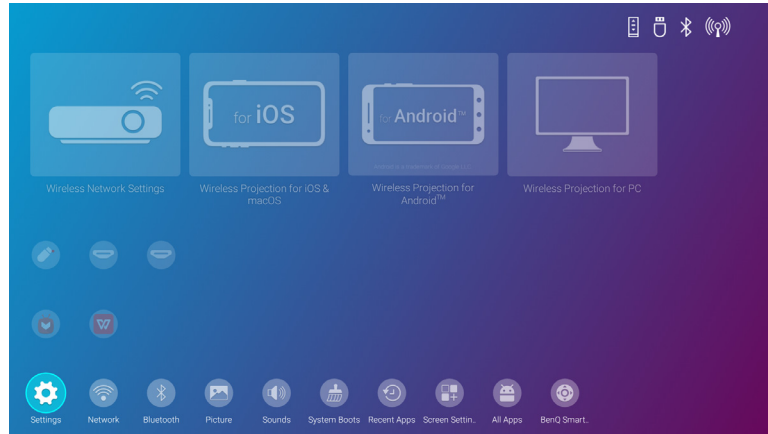 for iOS
for Android™
Wireless Network Settings
Wireless Projection for iOS &
macOS
Wireless Projection for
Android™
Wireless Projection for PC
Settings
Network
Bluetooth
Picture
Sounds
System Boots
Recent Apps
Screen Settin..
All Apps
BenQ Smart..